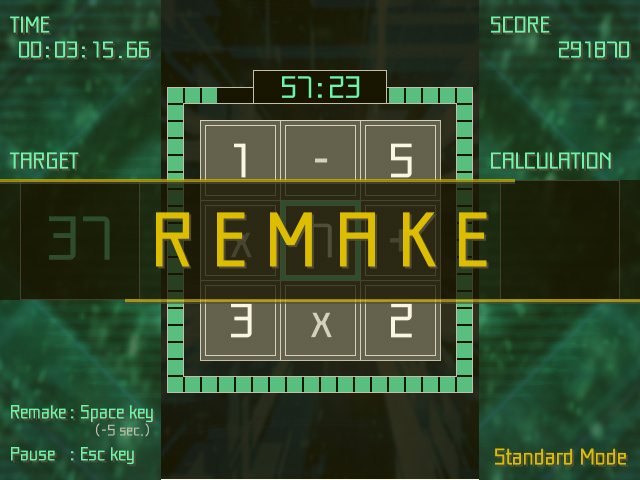 TIME
00:03:15.66
SCORE
291870
57:23
TARGET
CALCULATION
1 - 5
37
x 7 +
REMAKE
3 x 2
Remake : Space key
(-5 sec.)
Pause : Esc key
Standard Mode